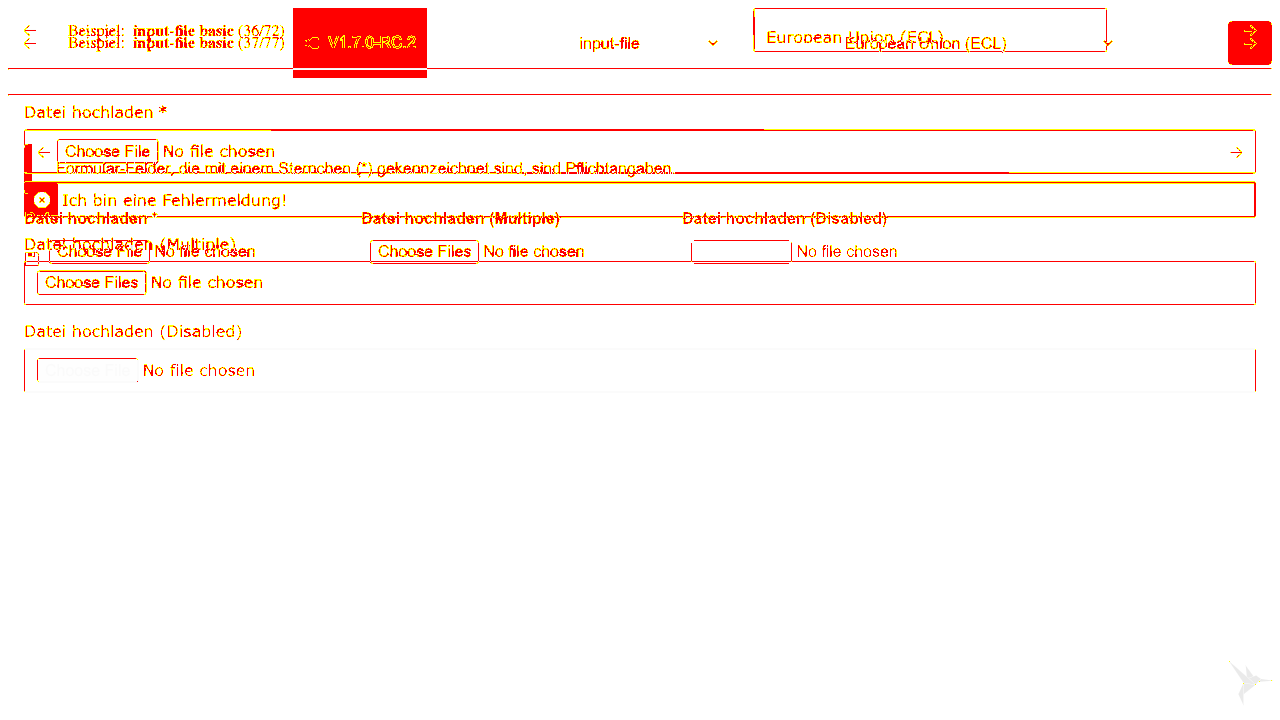 Beispiel: input-file basic (36/72)
Beispiel: input-file basic (37/77)
V1.7.0-RC.2
input-file
European Union (ECL)
European Union (ECL)
Datei hochladen *
Choose File No file chosen
Formular-Felder, die mit einem Sternchen (*) gekennzeichnet sind, sind Pflichtangaben.
Ich bin eine Fehlermeldung!
Datei hochladen * Datei hochladen (Multiple) Datei hochladen (Disabled)
Datei hochladen (Multiple)
Choose File No file chosen Choose Files No file chosen No file chosen
Choose Files No file chosen
Datei hochladen (Disabled)
No file chosen